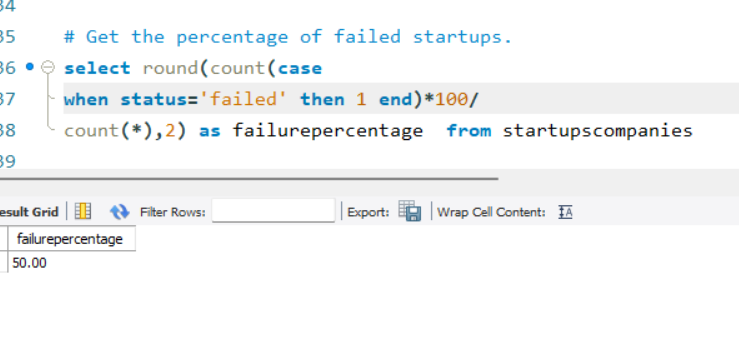 34
35 # Get the percentage of failed startups.
36 select round(count(case
37 when status='failed' then 1 end)*100/
38 count(*),2) as failurepercentage from startupscompanies
39
esult Grid Filter Rows: Export: Wrap Cell Content: IA
failurepercentage
50.00